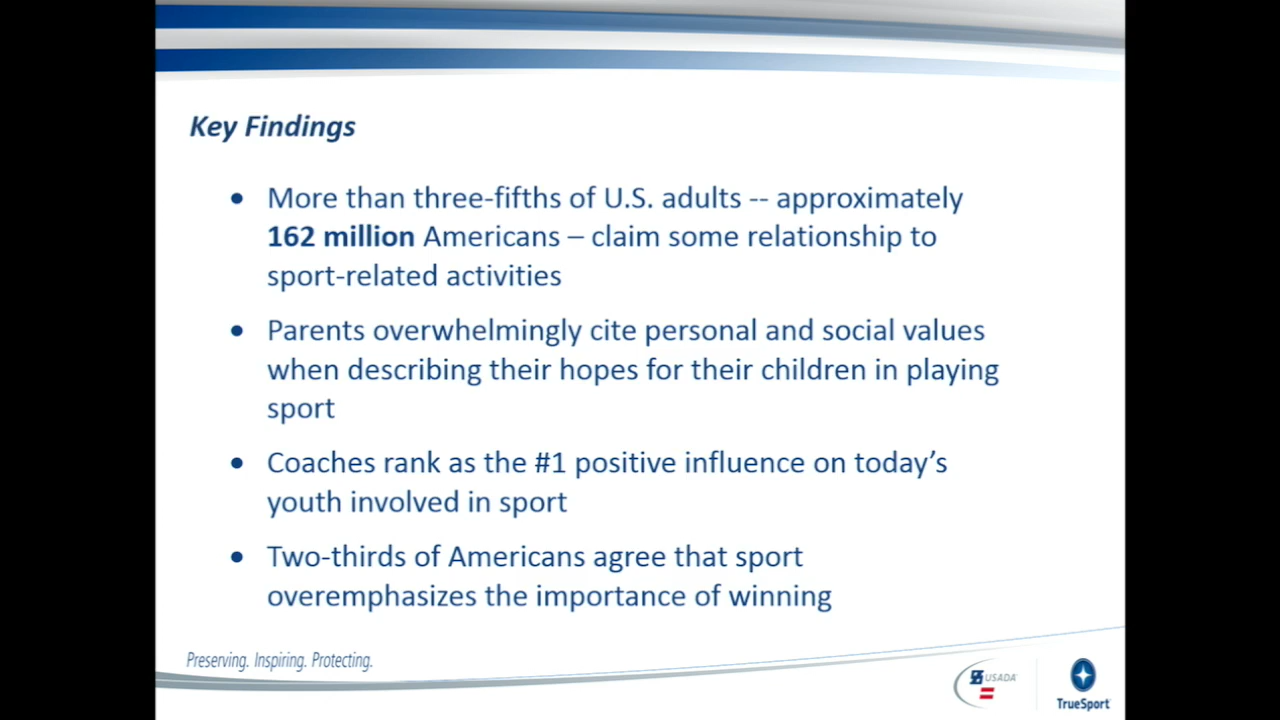 Key Findings
• More than three-fifths of U.S. adults -- approximately
162 million Americans – claim some relationship to
sport-related activities
• Parents overwhelmingly cite personal and social values
when describing their hopes for their children in playing
sport
• Coaches rank as the #1 positive influence on today’s
youth involved in sport
• Two-thirds of Americans agree that sport
overemphasizes the importance of winning
Preserving. Inspiring. Protecting.
USADA
TrueSport